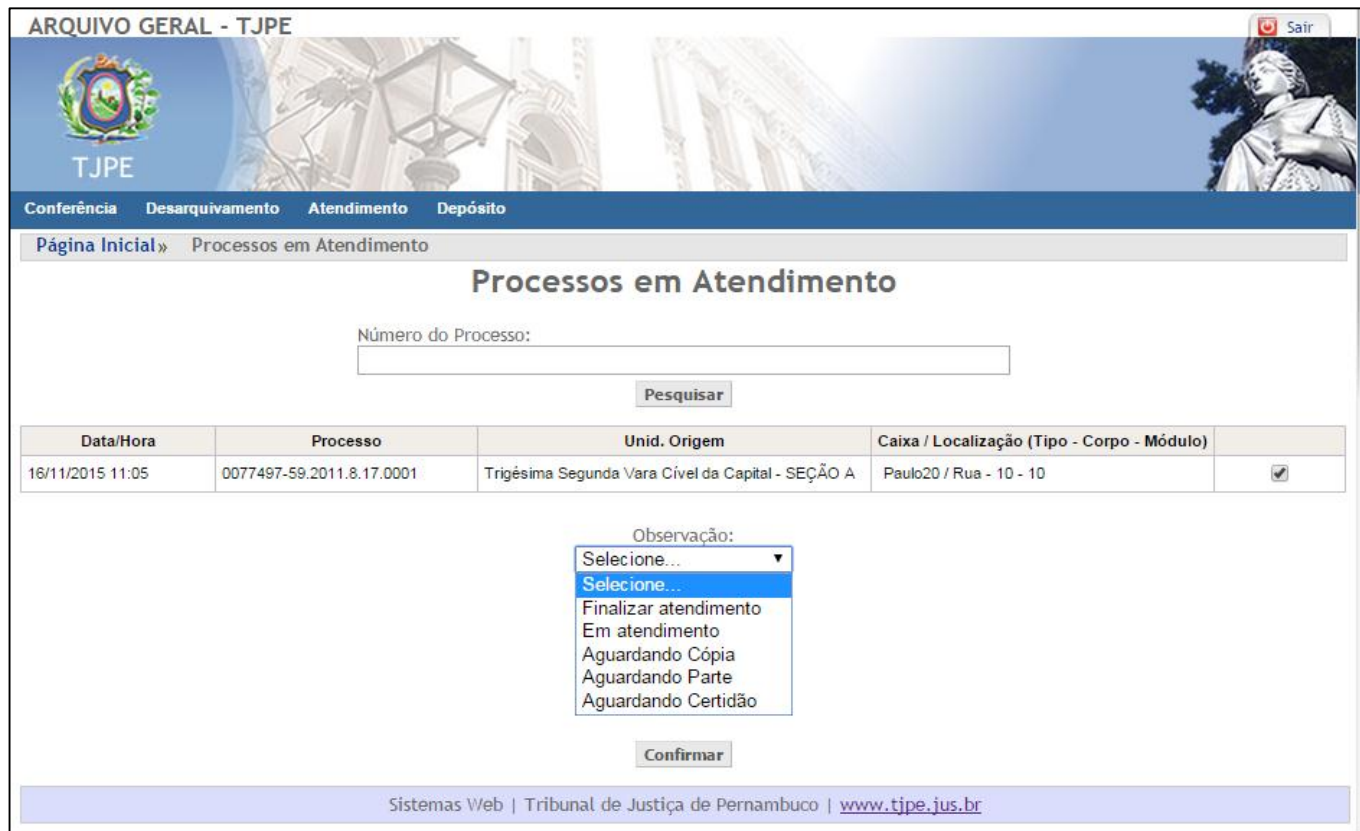 ARQUIVO GERAL - TJPE
Sair
TJPE
Conferência Desarquivamento Atendimento Depósito
Página Inicial» Processos em Atendimento
Processos em Atendimento
Número do Processo:
Pesquisar
Data/Hora Processo Unid. Origem Caixa / Localização (Tipo - Corpo - Módulo)
16/11/2015 11:05 0077497-59.2011.8.17.0001 Trigésima Segunda Vara Cível da Capital - SEÇÃO A Paulo20 / Rua - 10 - 10
Observação:
Selecione...
Selecione...
Finalizar atendimento
Em atendimento
Aguardando Cópia
Aguardando Parte
Aguardando Certidão
Confirmar
Sistemas Web | Tribunal de Justiça de Pernambuco | www.tjpe.jus.br